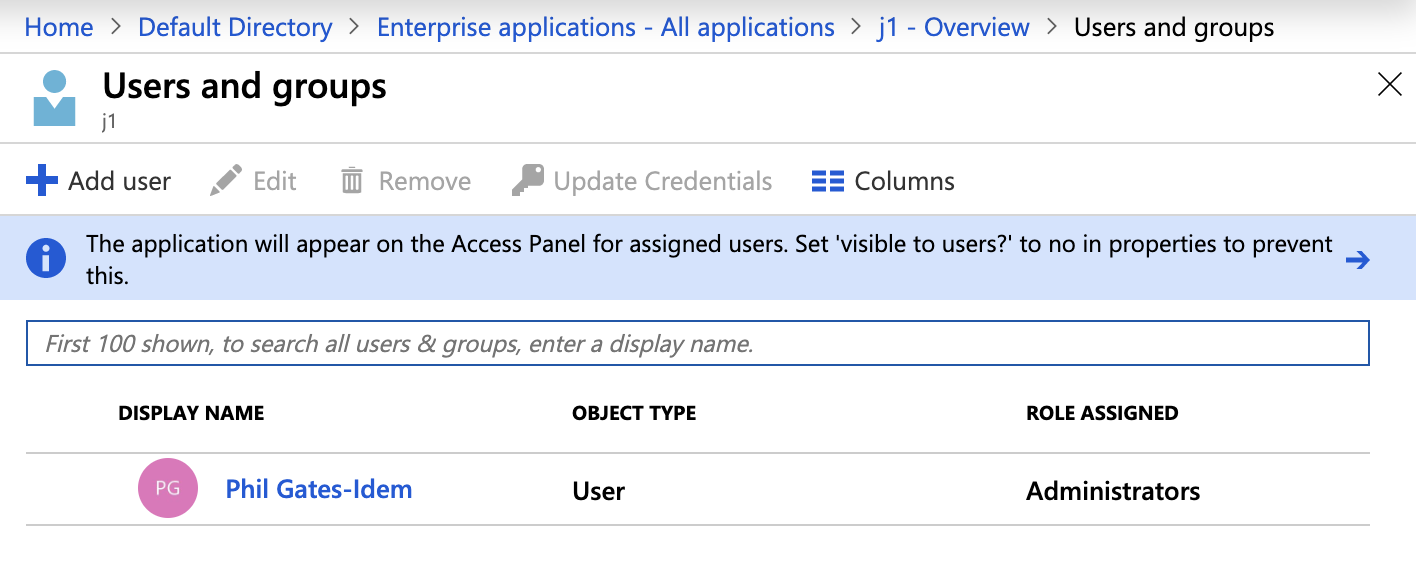 Home > Default Directory > Enterprise applications - All applications > j1 - Overview > Users and groups
Users and groups
j1
Add user Edit Remove Update Credentials Columns
The application will appear on the Access Panel for assigned users. Set 'visible to users?' to no in properties to prevent
this.
First 100 shown, to search all users & groups, enter a display name.
DISPLAY NAME OBJECT TYPE ROLE ASSIGNED
PG Phil Gates-Idem User Administrators